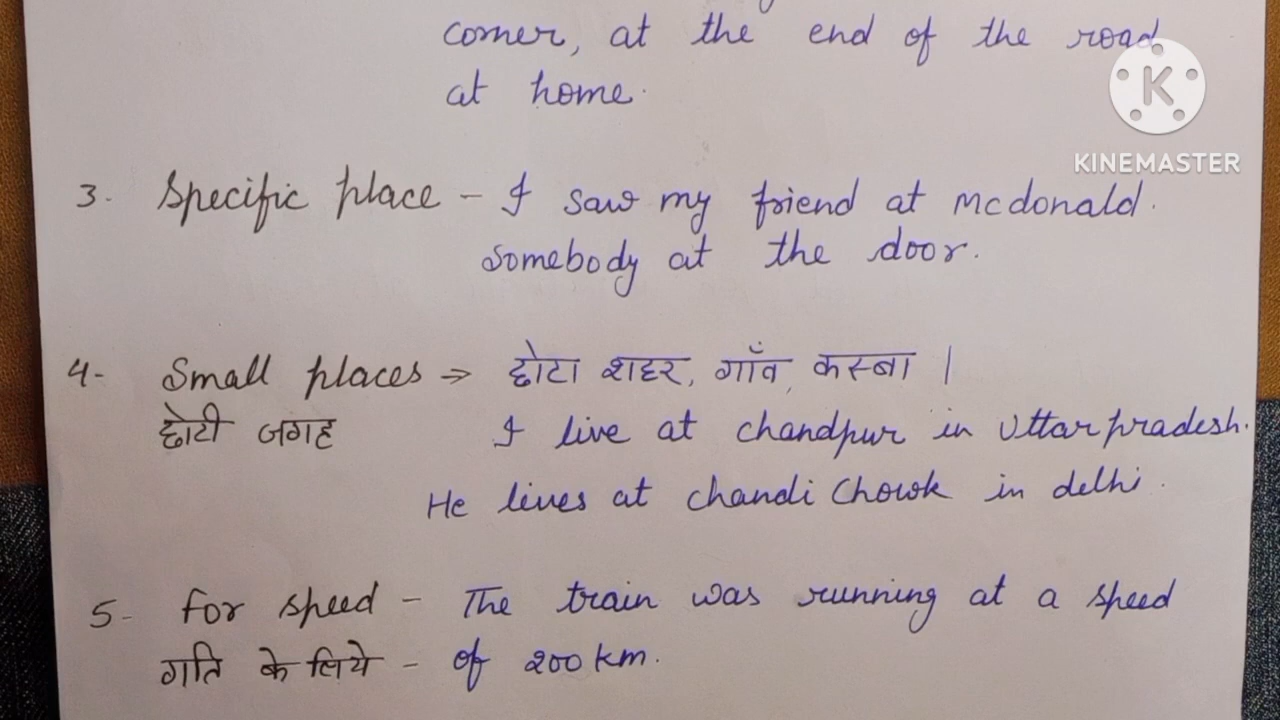 corner, at the end of the road
at home.
K
KINEMASTER
3. Specific place - I saw my friend at mcdonald.
Somebody at the door.
4- Small places → छोटा शहर, गाँव, कस्बा |
छोटी जगह I live at chandpur in Uttar pradesh.
He lives at chandi Chowk in delhi.
5- For speed - The train was running at a speed
गति के लिये - of 200 km.